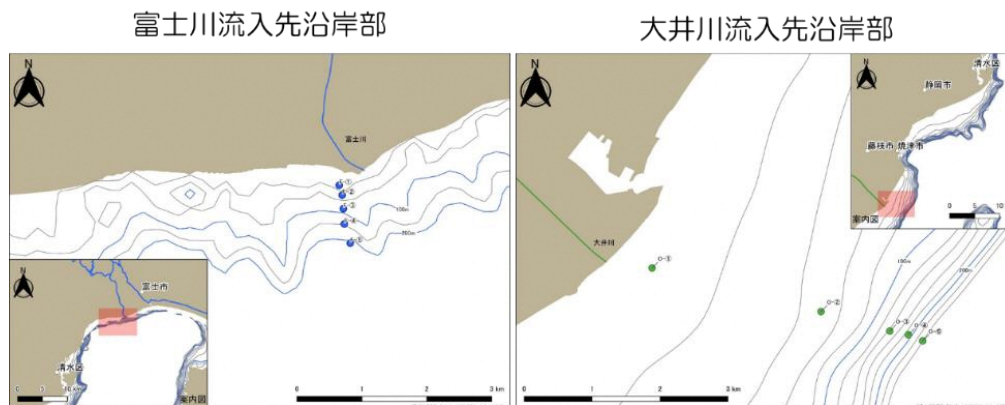 富士川流入先沿岸部
大井川流入先沿岸部
N
富士川
F-①
F-②
F-③
F-④
F-⑤
100m
200m
N
富士市
清水区
0 5 10 km
案内図
0 1 2 3 km
N
大井川
O-①
O-②
O-③
O-④
O-⑤
100m
200m
清水区
静岡市
藤枝市 焼津市
案内図
0 5 10
0 1 2 3 km